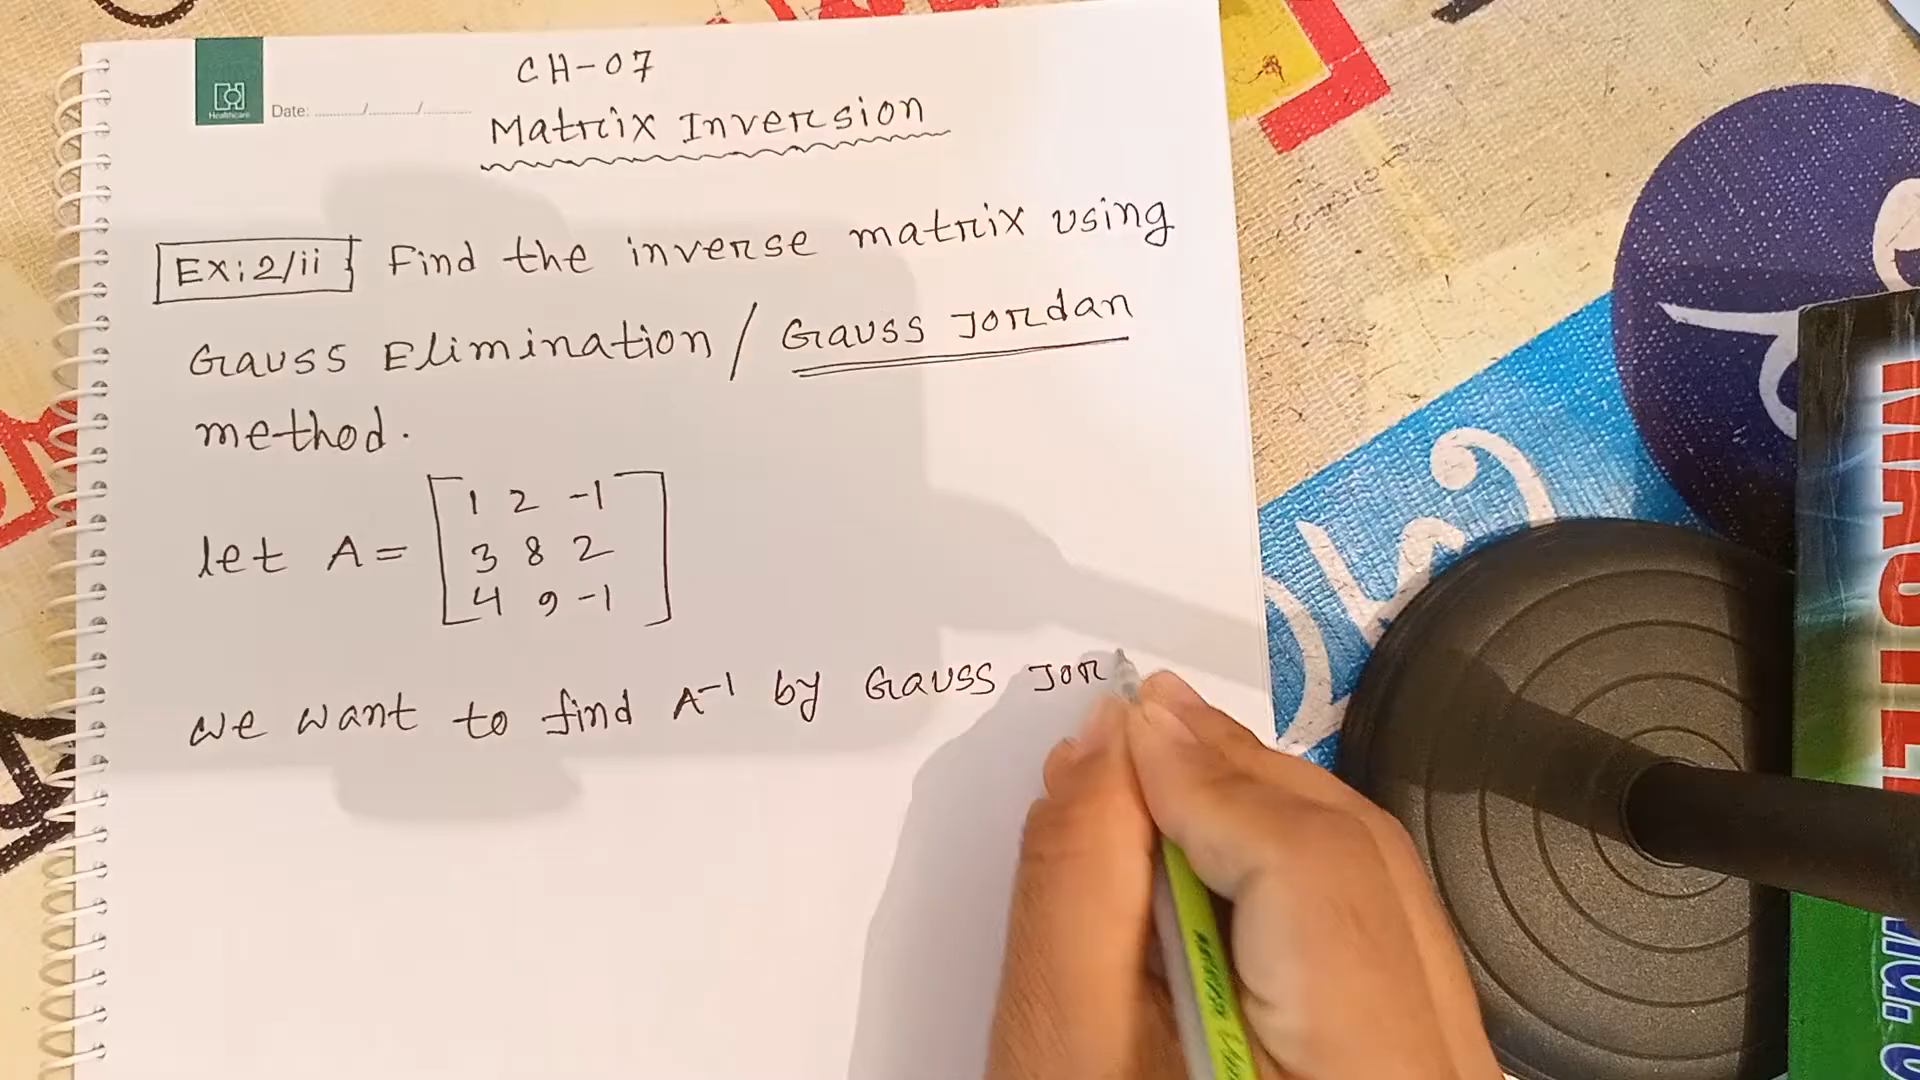 CH-07
Healthcare
Date: ........../........../..........
Matrix Inversion
Ex: 2/ii Find the inverse matrix using
Gauss Elimination / Gauss Jordan
method.
let A = [ 1 2 -1
3 8 2
4 9 -1 ]
we want to find A⁻¹ by Gauss Jor